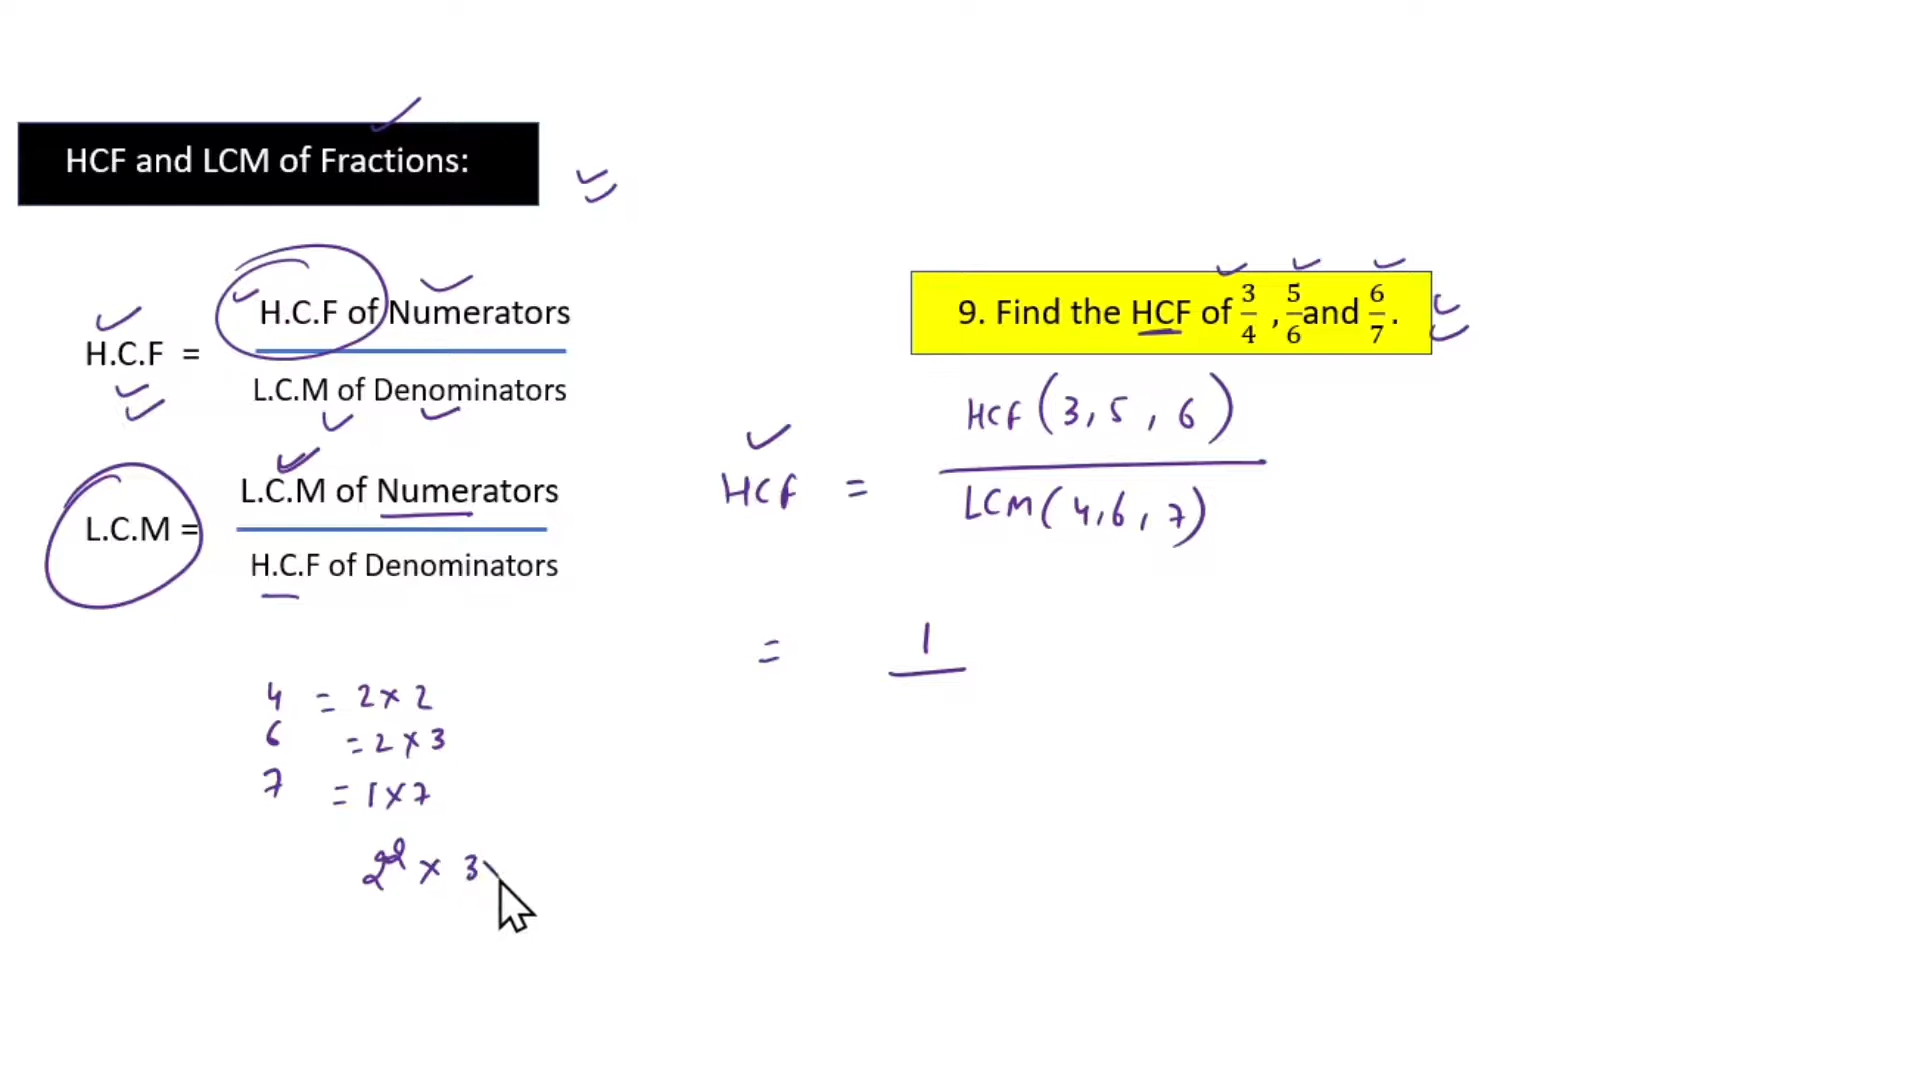 HCF and LCM of Fractions:
H.C.F = H.C.F of Numerators
L.C.M of Denominators
L.C.M = L.C.M of Numerators
H.C.F of Denominators
4 = 2 × 2
6 = 2 × 3
7 = 1 × 7
2² × 3
9. Find the HCF of 3/4 , 5/6 and 6/7 .
HCF = HCF (3, 5, 6)
LCM (4, 6, 7)
= 1